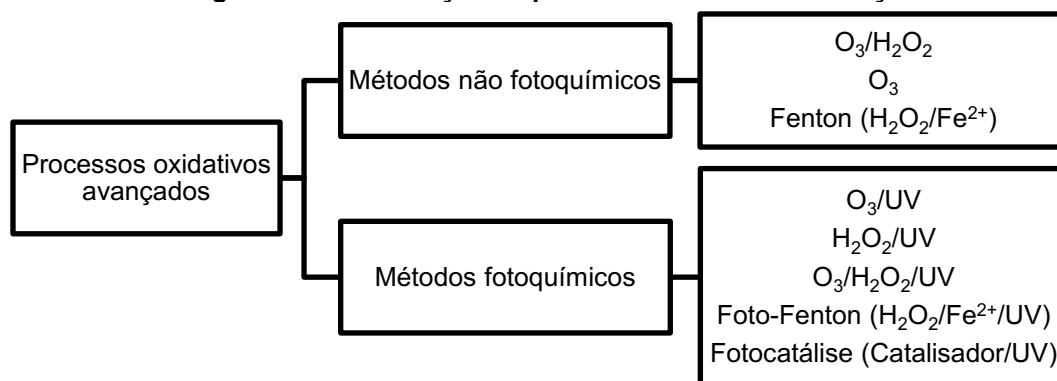 Processos oxidativos
avançados
Métodos não fotoquímicos
O₃/H₂O₂
O₃
Fenton (H₂O₂/Fe²⁺)
Métodos fotoquímicos
O₃/UV
H₂O₂/UV
O₃/H₂O₂/UV
Foto-Fenton (H₂O₂/Fe²⁺/UV)
Fotocatálise (Catalisador/UV)